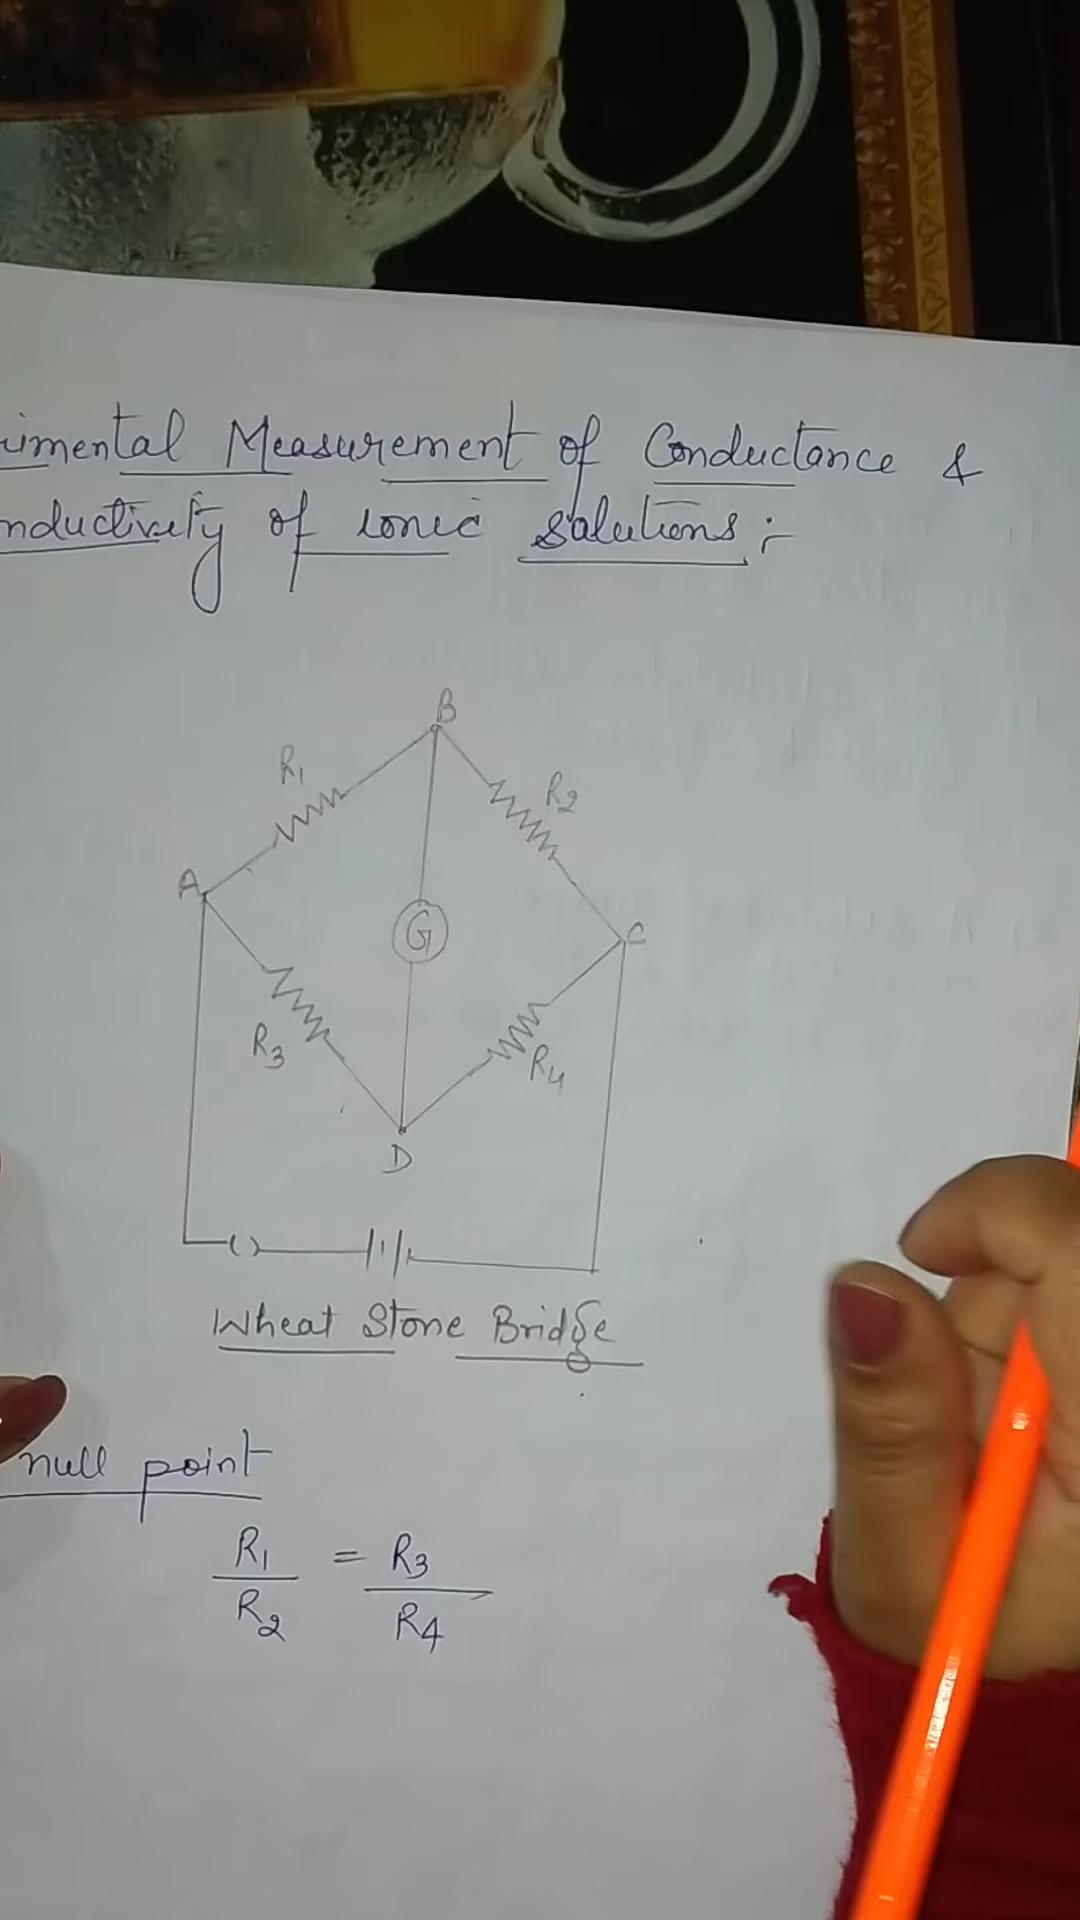 imental Measurement of Conductance &
nductivity of ionic Solutions :-
B
R1
R2
A
G
C
R3
R4
D
Wheat Stone Bridge
null point
R1 = R3
R2 R4